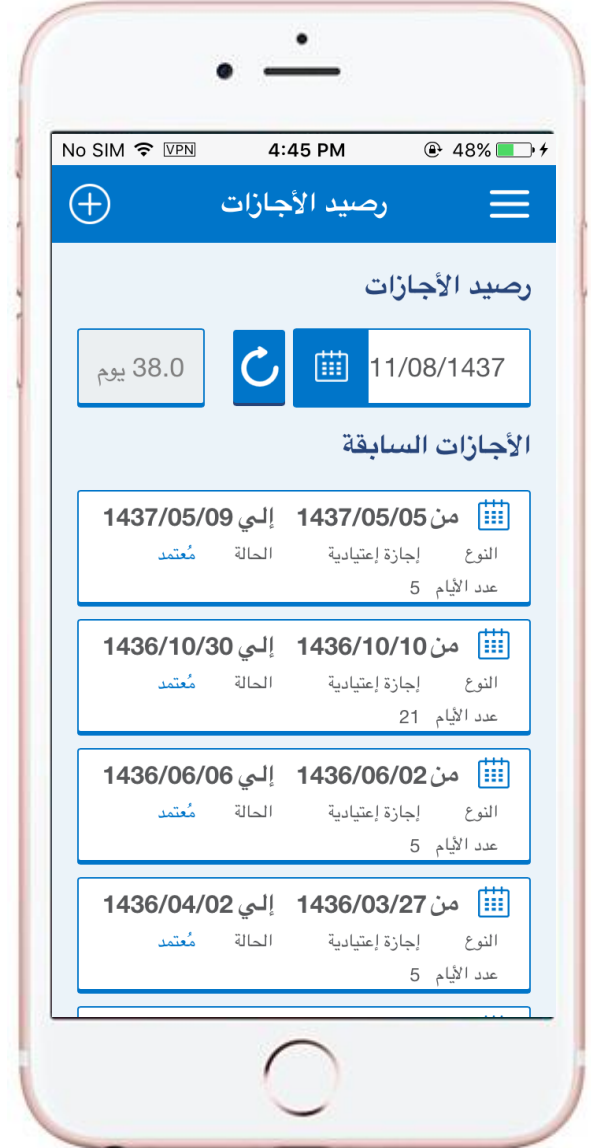 No SIM VPN 4:45 PM 48%
رصيد الأجازات
رصيد الأجازات
11/08/1437 38.0 يوم
الأجازات السابقة
من 1437/05/05 إلي 1437/05/09
النوع إجازة إعتيادية الحالة مُعتمد
عدد الأيام 5
من 1436/10/10 إلي 1436/10/30
النوع إجازة إعتيادية الحالة مُعتمد
عدد الأيام 21
من 1436/06/02 إلي 1436/06/06
النوع إجازة إعتيادية الحالة مُعتمد
عدد الأيام 5
من 1436/03/27 إلي 1436/04/02
النوع إجازة إعتيادية الحالة مُعتمد
عدد الأيام 5